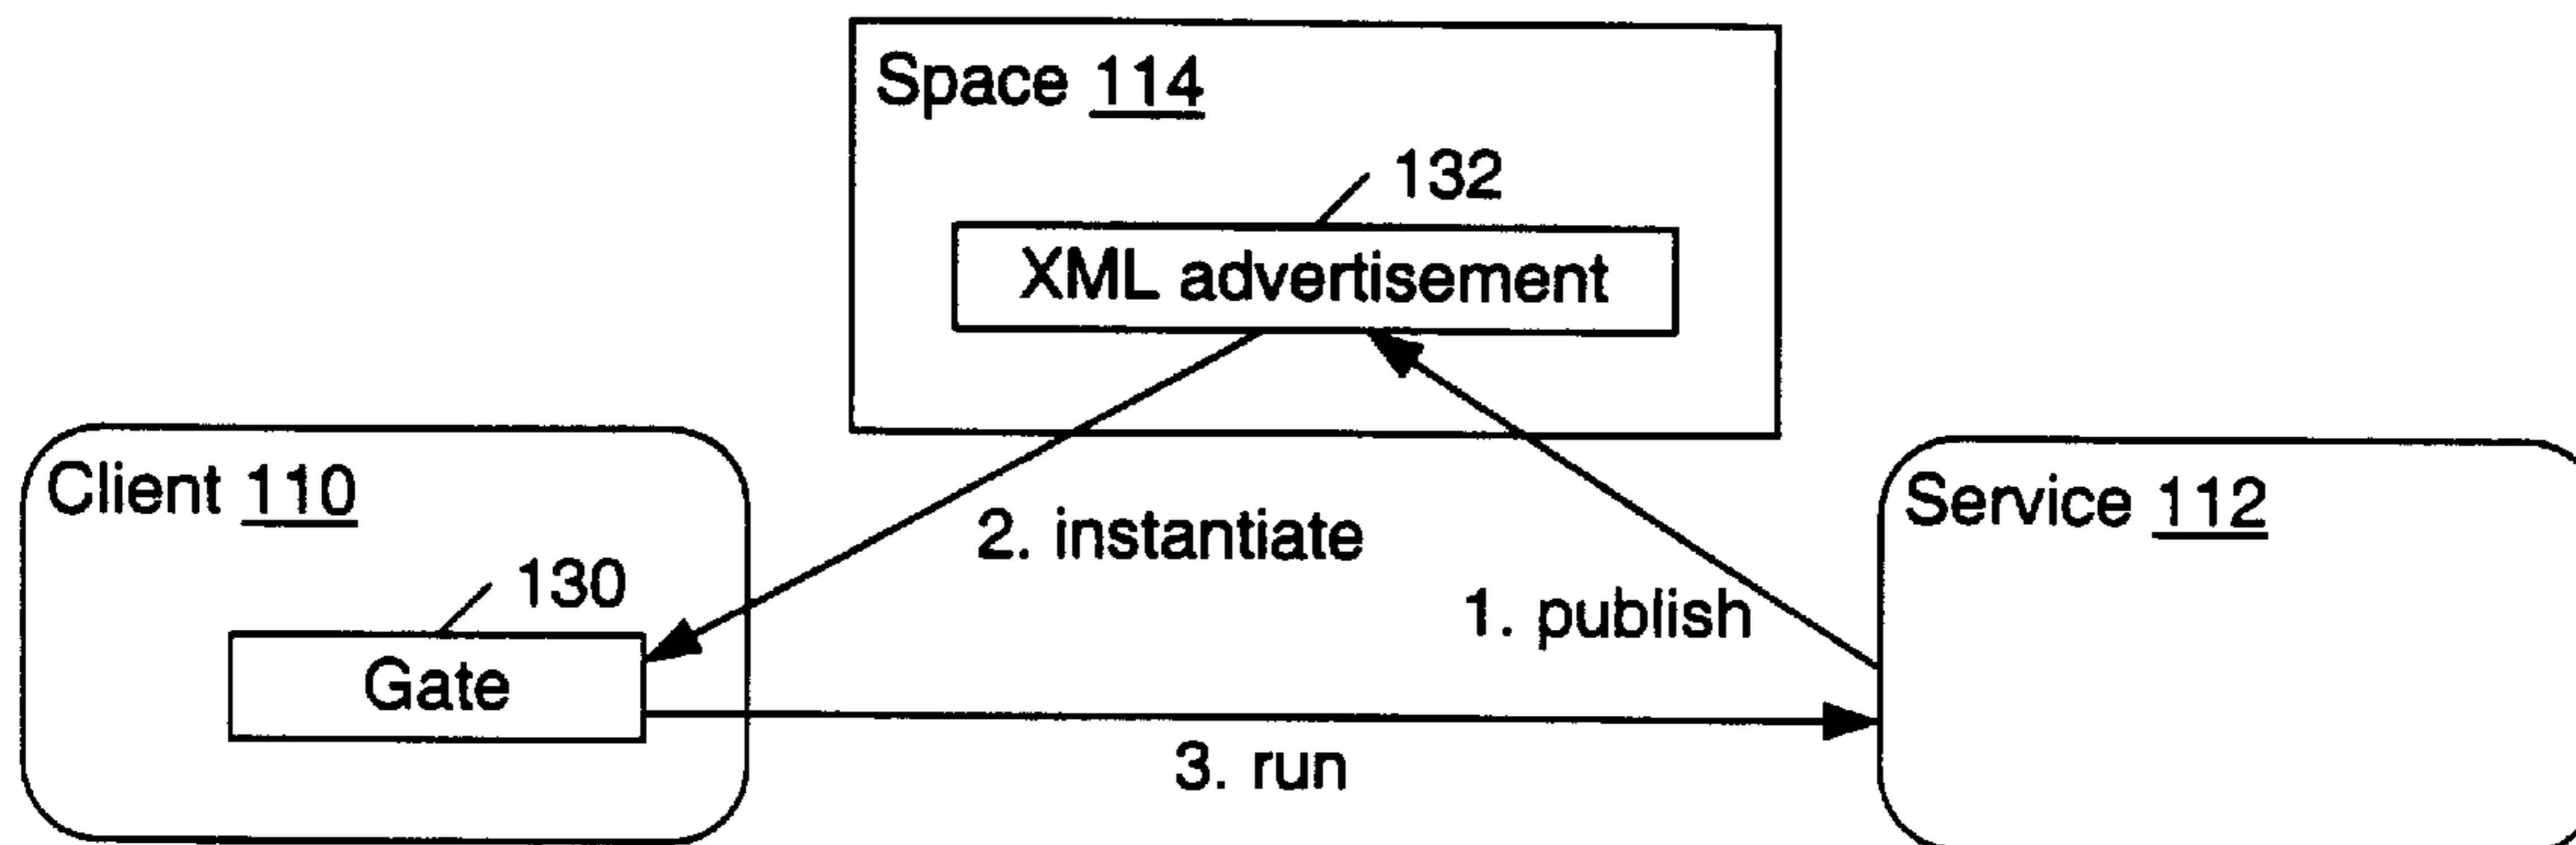 Space 114
132
XML advertisement
Client 110
2. instantiate
Service 112
130
1. publish
Gate
3. run